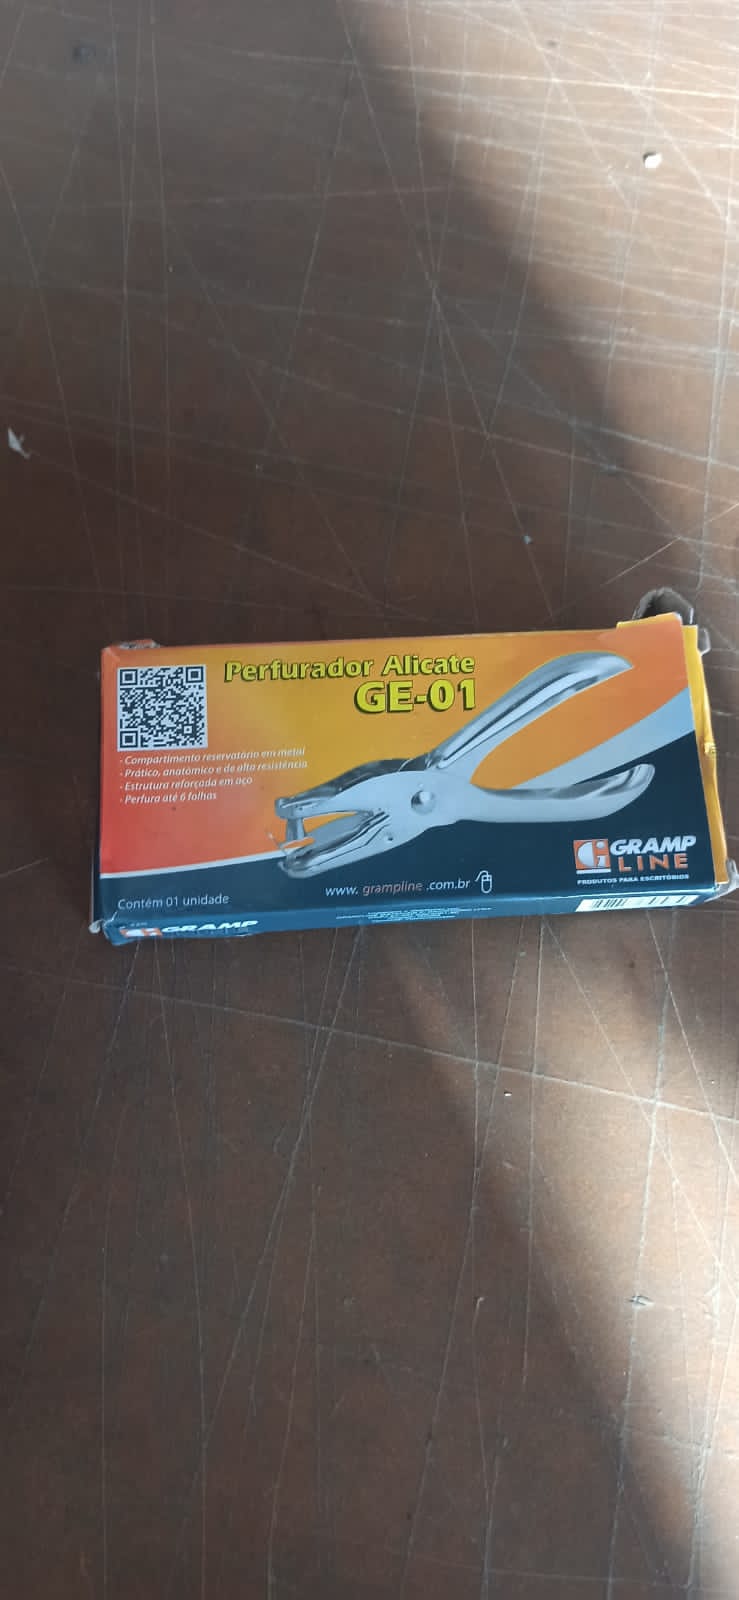 Perfurador Alicate
GE-01
- Compartimento reservatório em metal
- Prático, anatômico e de alta resistência
- Estrutura reforçada em aço
- Perfura até 6 folhas
GRAMP
LINE
PRODUTOS PARA ESCRITÓRIOS
www. grampline .com.br
Contém 01 unidade
GRAMP